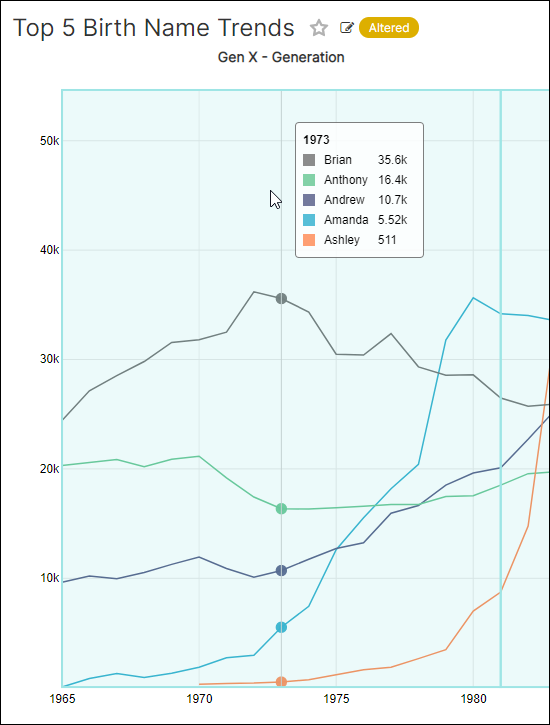 Top 5 Birth Name Trends Altered
Gen X - Generation
50k
40k
30k
20k
10k
1973
Brian 35.6k
Anthony 16.4k
Andrew 10.7k
Amanda 5.52k
Ashley 511
1965 1970 1975 1980